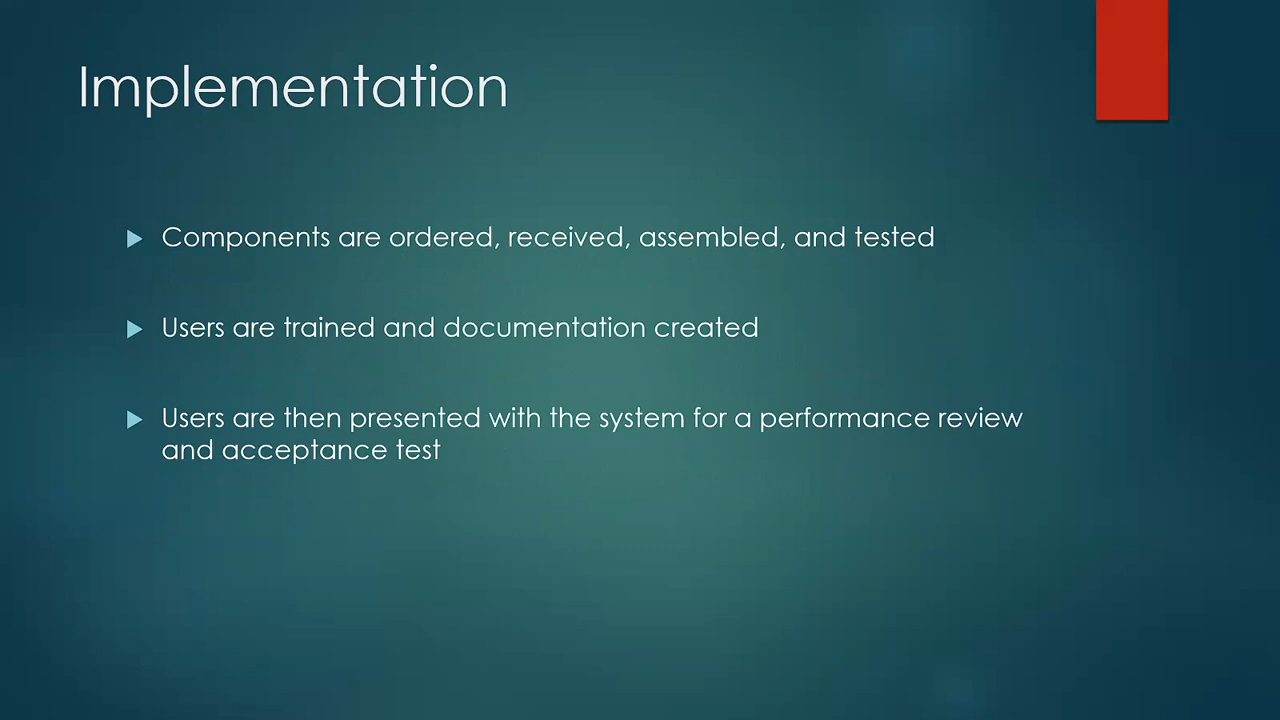 Implementation
Components are ordered, received, assembled, and tested
Users are trained and documentation created
Users are then presented with the system for a performance review
and acceptance test